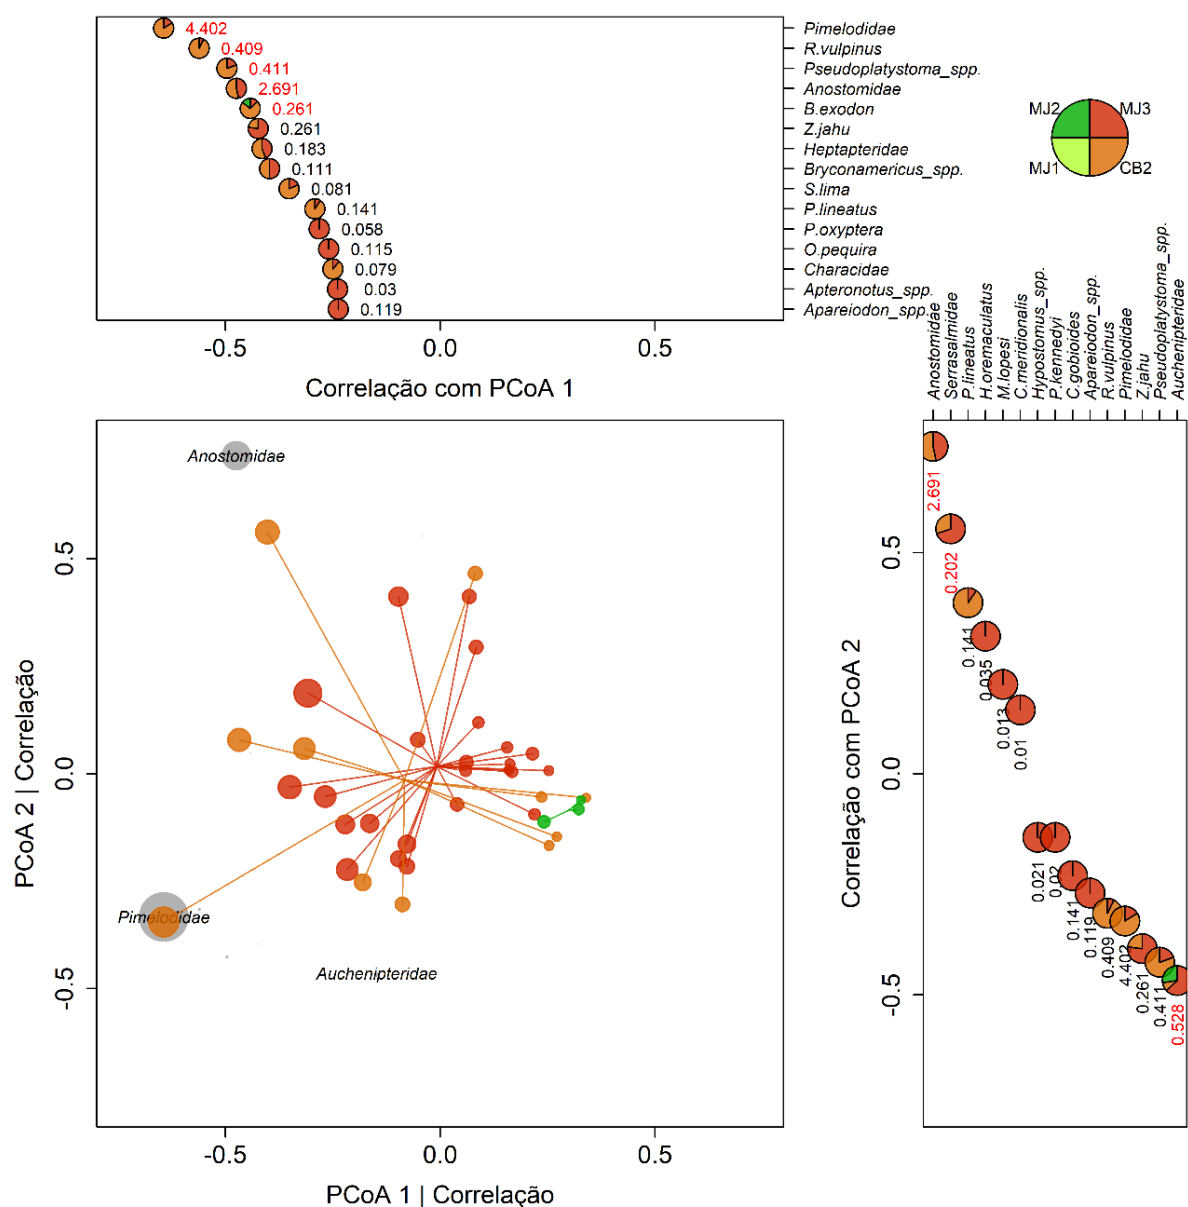 4.402
0.409
0.411
2.691
0.261
0.261
0.183
0.111
0.081
0.141
0.058
0.115
0.079
0.03
0.119
Pimelodidae
R.vulpinus
Pseudoplatystoma_spp.
Anostomidae
B.exodon
Z.jahu
Heptapteridae
Bryconamericus_spp.
S.lima
P.lineatus
P.oxyptera
O.pequira
Characidae
Apteronotus_spp.
Apareiodon_spp.
-0.5 0.0 0.5
Correlação com PCoA 1
MJ2 MJ3
MJ1 CB2
Anostomidae
Pimelodidae
Auchenipteridae
0.5
0.0
-0.5
PCoA 2 | Correlação
-0.5 0.0 0.5
PCoA 1 | Correlação
Anostomidae
Serrasalmidae
P.lineatus
H.oremaculatus
M.lopesi
C.meridionalis
Hypostomus_spp.
P.kennedyi
C.gobioides
Apareiodon_spp.
R.vulpinus
Pimelodidae
Z.jahu
Pseudoplatystoma_spp.
Auchenipteridae
2.691
0.202
0.141
0.035
0.013
0.01
0.021
0.02
0.141
0.119
0.409
4.402
0.261
0.411
0.528
0.5
0.0
-0.5
Correlação com PCoA 2